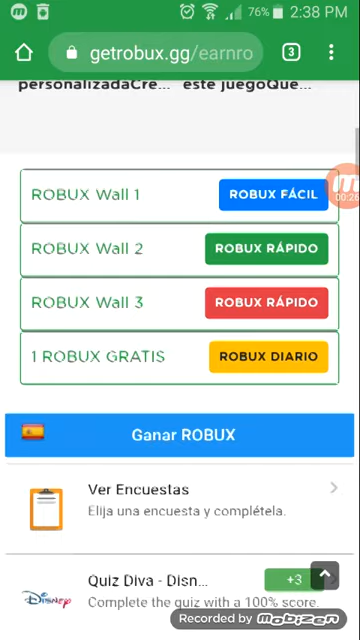 76% 2:38 PM
getrobux.gg/earnro
3
personalizadaCre... este juegoQue...
ROBUX Wall 1 ROBUX FÁCIL
00:26
ROBUX Wall 2 ROBUX RÁPIDO
ROBUX Wall 3 ROBUX RÁPIDO
1 ROBUX GRATIS ROBUX DIARIO
Ganar ROBUX
Ver Encuestas
Elija una encuesta y complétela.
Quiz Diva - Disn... +3
DISNEP Complete the quiz with a 100% score.
Recorded by mobizen